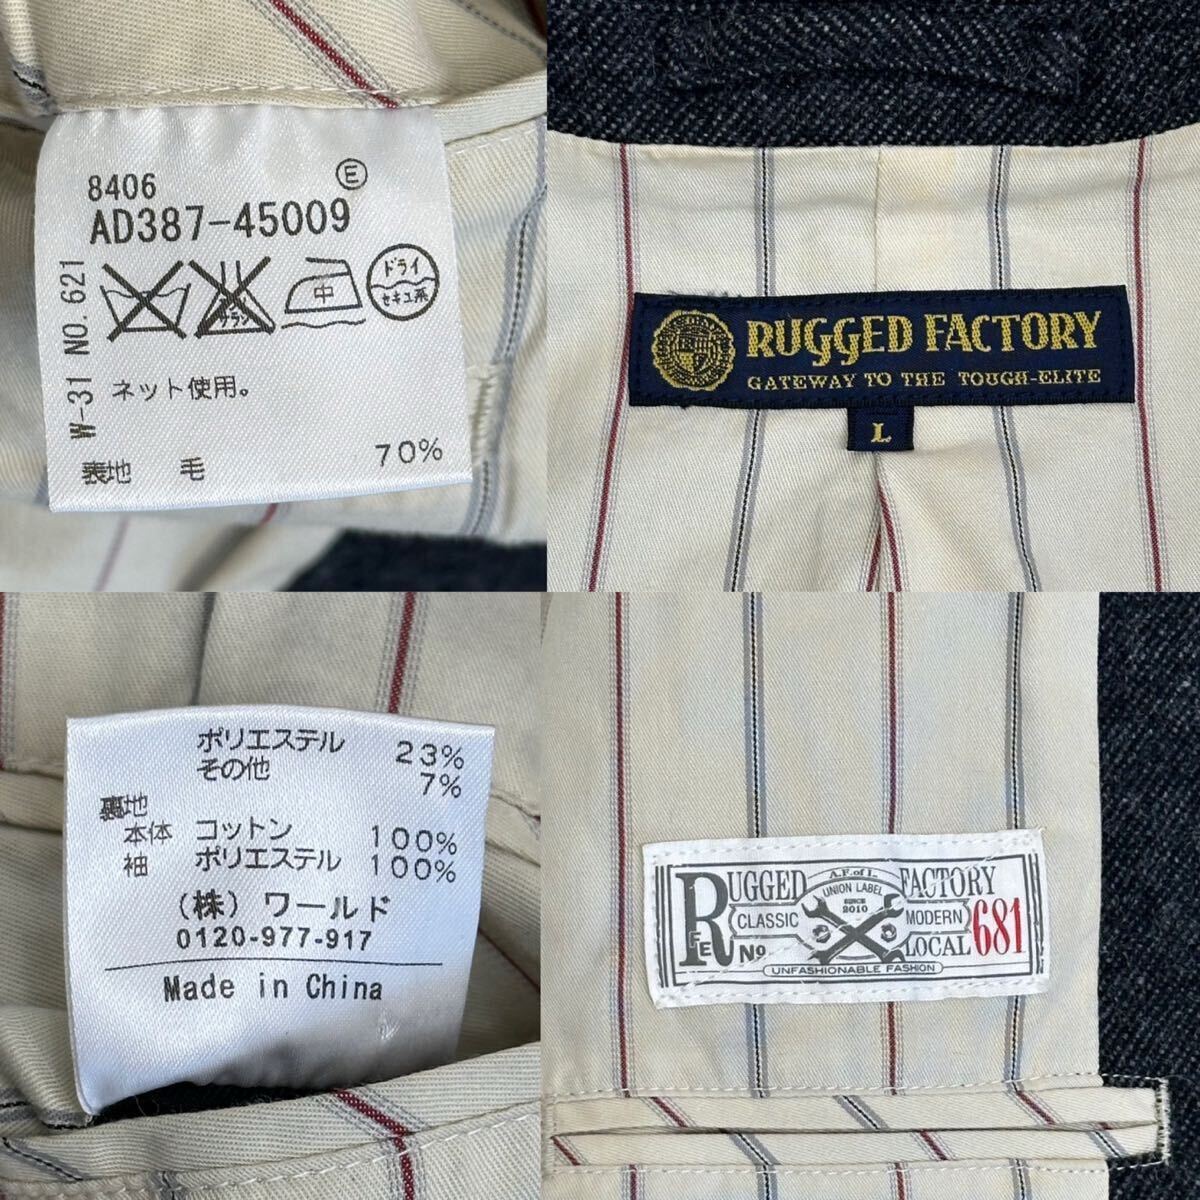 8406 Ⓔ
AD387-45009
W-31 NO.621
中
ドライ
セキユ系
ネット使用。
表地 毛 70%
RUGGED FACTORY
GATEWAY TO THE TOUGH-ELITE
L
ポリエステル 23%
その他 7%
裏地
本体 コットン 100%
袖 ポリエステル 100%
(株)ワールド
0120-977-917
Made in China
RUGGED FACTORY
A.F.of L.
UNION LABEL
SINCE
2010
CLASSIC MODERN
FE No LOCAL 681
UNFASHIONABLE FASHION